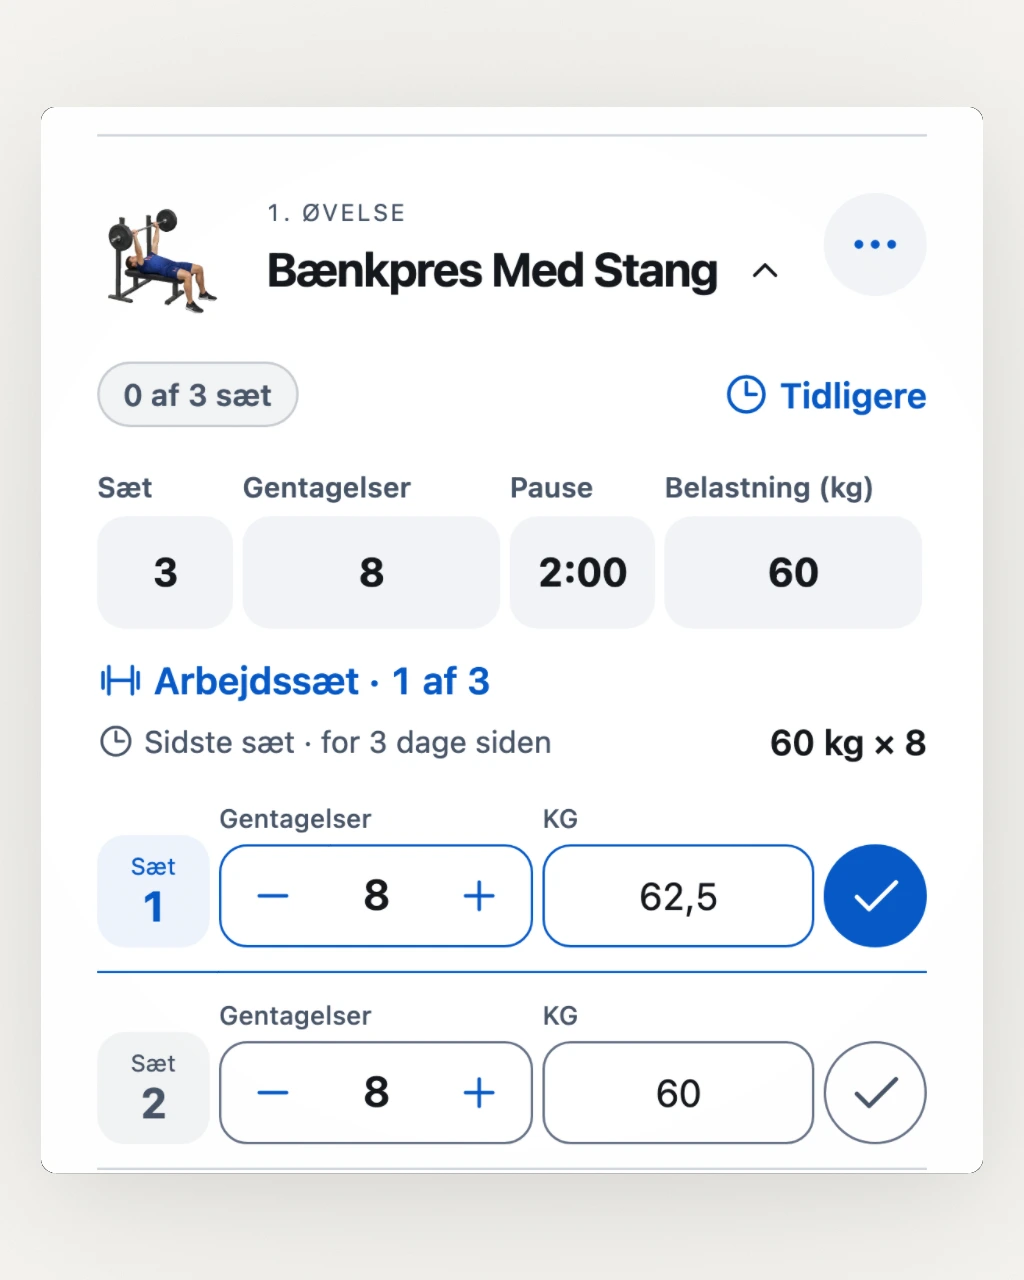 1. ØVELSE
Bænkpres Med Stang
0 af 3 sæt
Tidligere
Sæt Gentagelser Pause Belastning (kg)
3 8 2:00 60
Arbejdssæt · 1 af 3
Sidste sæt · for 3 dage siden 60 kg × 8
Gentagelser KG
Sæt
1 − 8 + 62,5
Gentagelser KG
Sæt
2 − 8 + 60